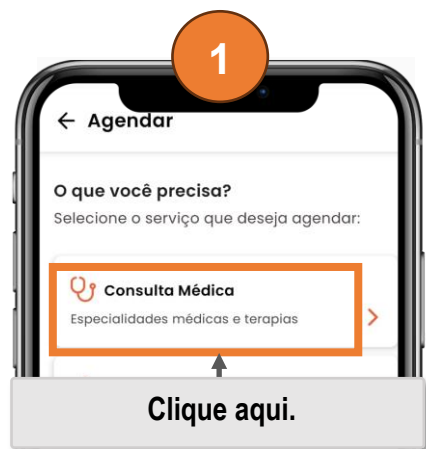 1
← Agendar
O que você precisa?
Selecione o serviço que deseja agendar:
Consulta Médica
Especialidades médicas e terapias
Clique aqui.